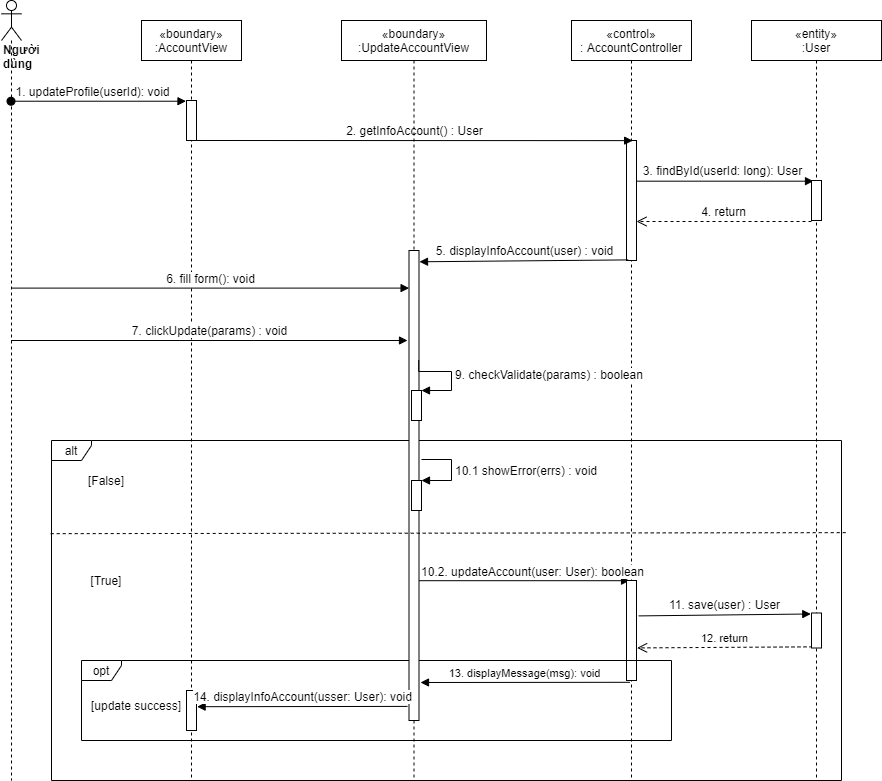 «boundary»
:AccountView
«boundary»
:UpdateAccountView
«control»
: AccountController
«entity»
:User
Người
dùng
1. updateProfile(userId): void
2. getInfoAccount() : User
3. findById(userId: long): User
4. return
5. displayInfoAccount(user) : void
6. fill form(): void
7. clickUpdate(params) : void
9. checkValidate(params) : boolean
alt
10.1 showError(errs) : void
[False]
10.2. updateAccount(user: User): boolean
[True]
11. save(user) : User
12. return
opt
13. displayMessage(msg): void
14. displayInfoAccount(usser: User): void
[update success]